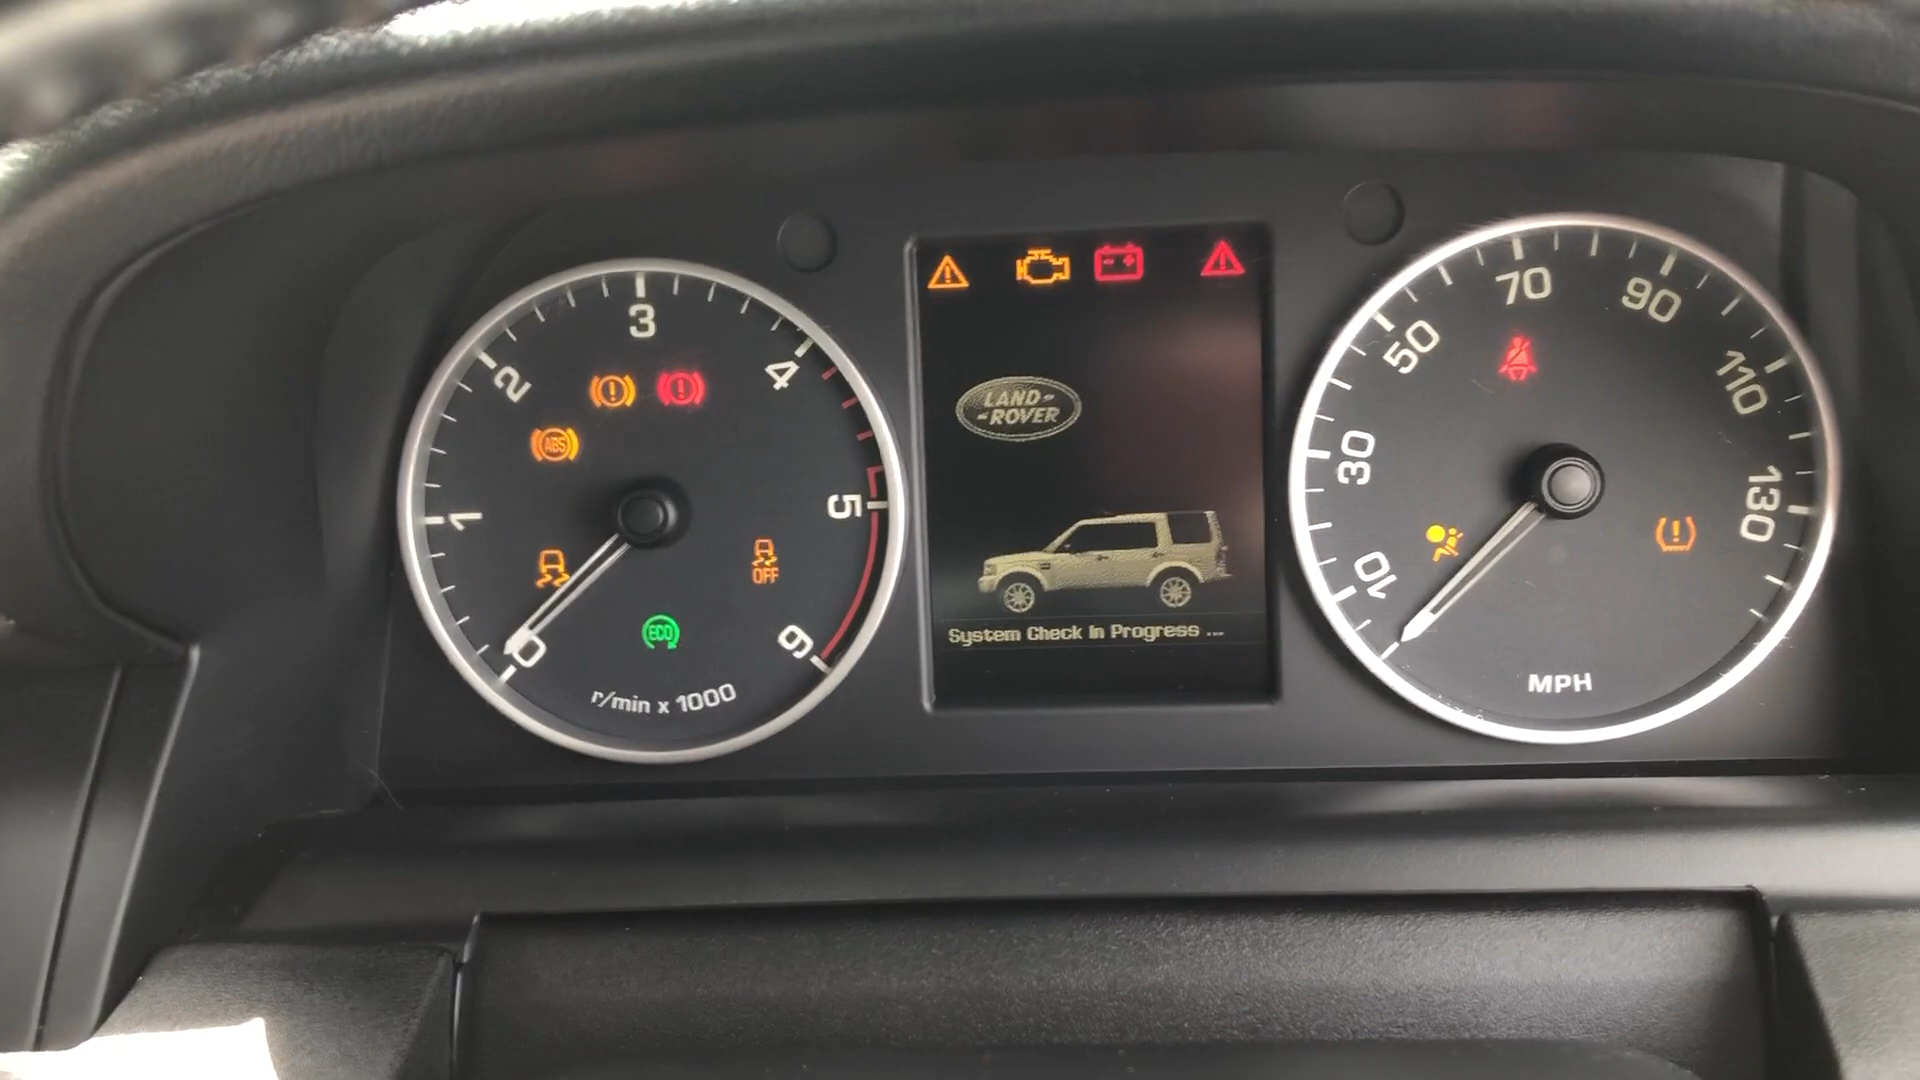 1
2
3
4
5
6
0
ABS
OFF
ECO
r/min x 1000
LAND-
-ROVER
System Check In Progress ...
10
30
50
70
90
110
130
MPH